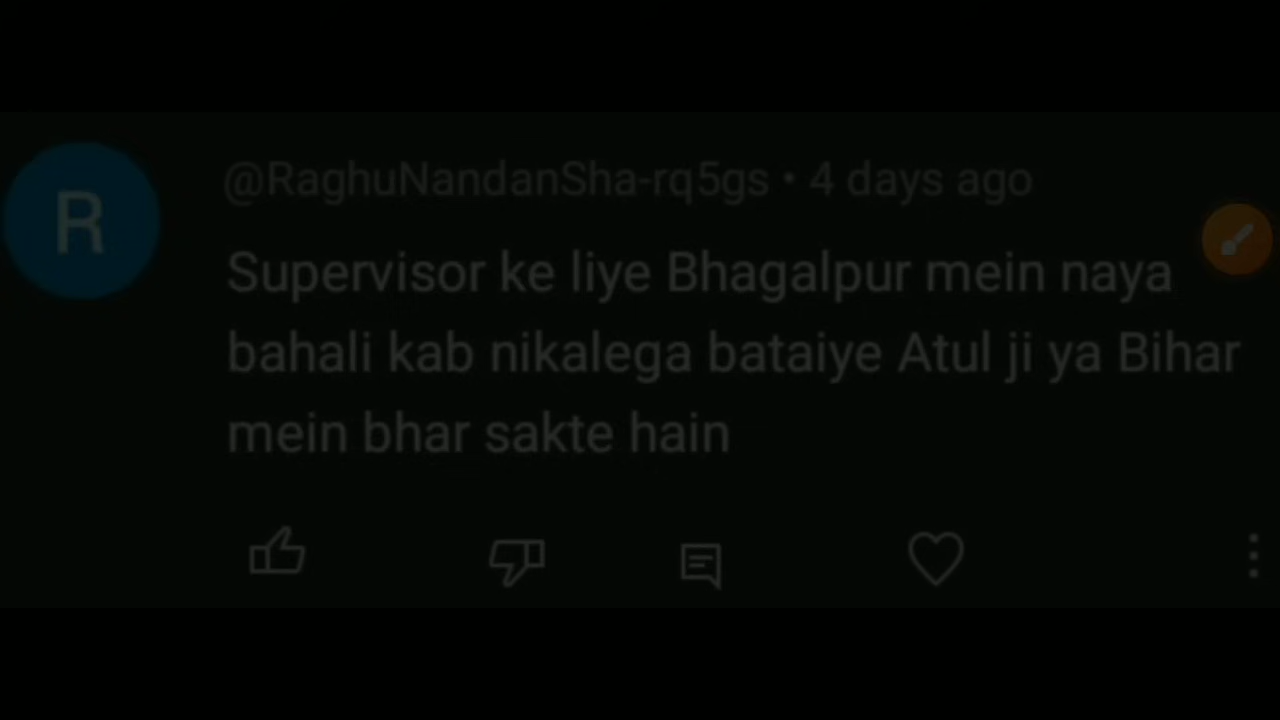 R
@RaghuNandanSha-rq5gs • 4 days ago
Supervisor ke liye Bhagalpur mein naya
bahali kab nikalega bataiye Atul ji ya Bihar
mein bhar sakte hain